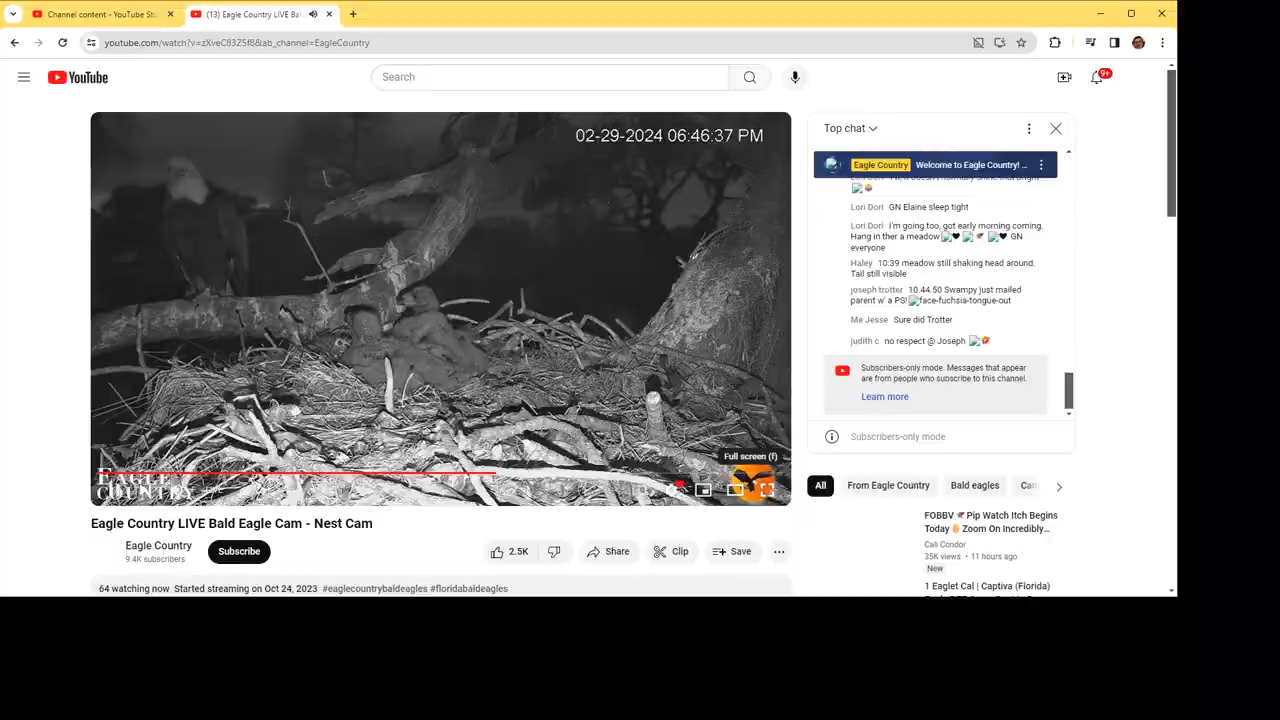 Channel content - YouTube Stu
(13) Eagle Country LIVE Bal
youtube.com/watch?v=zXveC83Z5f8&ab_channel=EagleCountry
YouTube
Search
9+
02-29-2024 06:46:37 PM
EAGLE
COUNTRY
Full screen (f)
Top chat
Eagle Country Welcome to Eagle Country! ...
Lori Dori GN Elaine sleep tight
Lori Dori I'm going too, got early morning coming.
Hang in ther a meadow GN
everyone
Haley 10:39 meadow still shaking head around.
Tail still visible
joseph trotter 10.44.50 Swampy just mailed
parent w' a PS! face-fuchsia-tongue-out
Me Jesse Sure did Trotter
judith c no respect @ Joseph
Subscribers-only mode. Messages that appear
are from people who subscribe to this channel.
Learn more
Subscribers-only mode
Eagle Country LIVE Bald Eagle Cam - Nest Cam
Eagle Country
9.4K subscribers
Subscribe
2.5K
Share
Clip
Save
64 watching now Started streaming on Oct 24, 2023 #eaglecountrybaldeagles #floridabaldeagles
All
From Eagle Country
Bald eagles
FOBBV Pip Watch Itch Begins
Today Zoom On Incredibly...
Cali Condor
35K views • 11 hours ago
New
1 Eaglet Cal | Captiva (Florida)